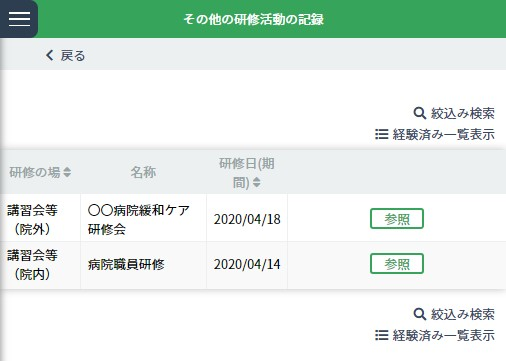 その他の研修活動の記録
戻る
絞込み検索
経験済み一覧表示
研修の場 名称 研修日(期
間)
講習会等
（院外） 〇〇病院緩和ケア
研修会 2020/04/18 参照
講習会等
（院内） 病院職員研修 2020/04/14 参照
絞込み検索
経験済み一覧表示